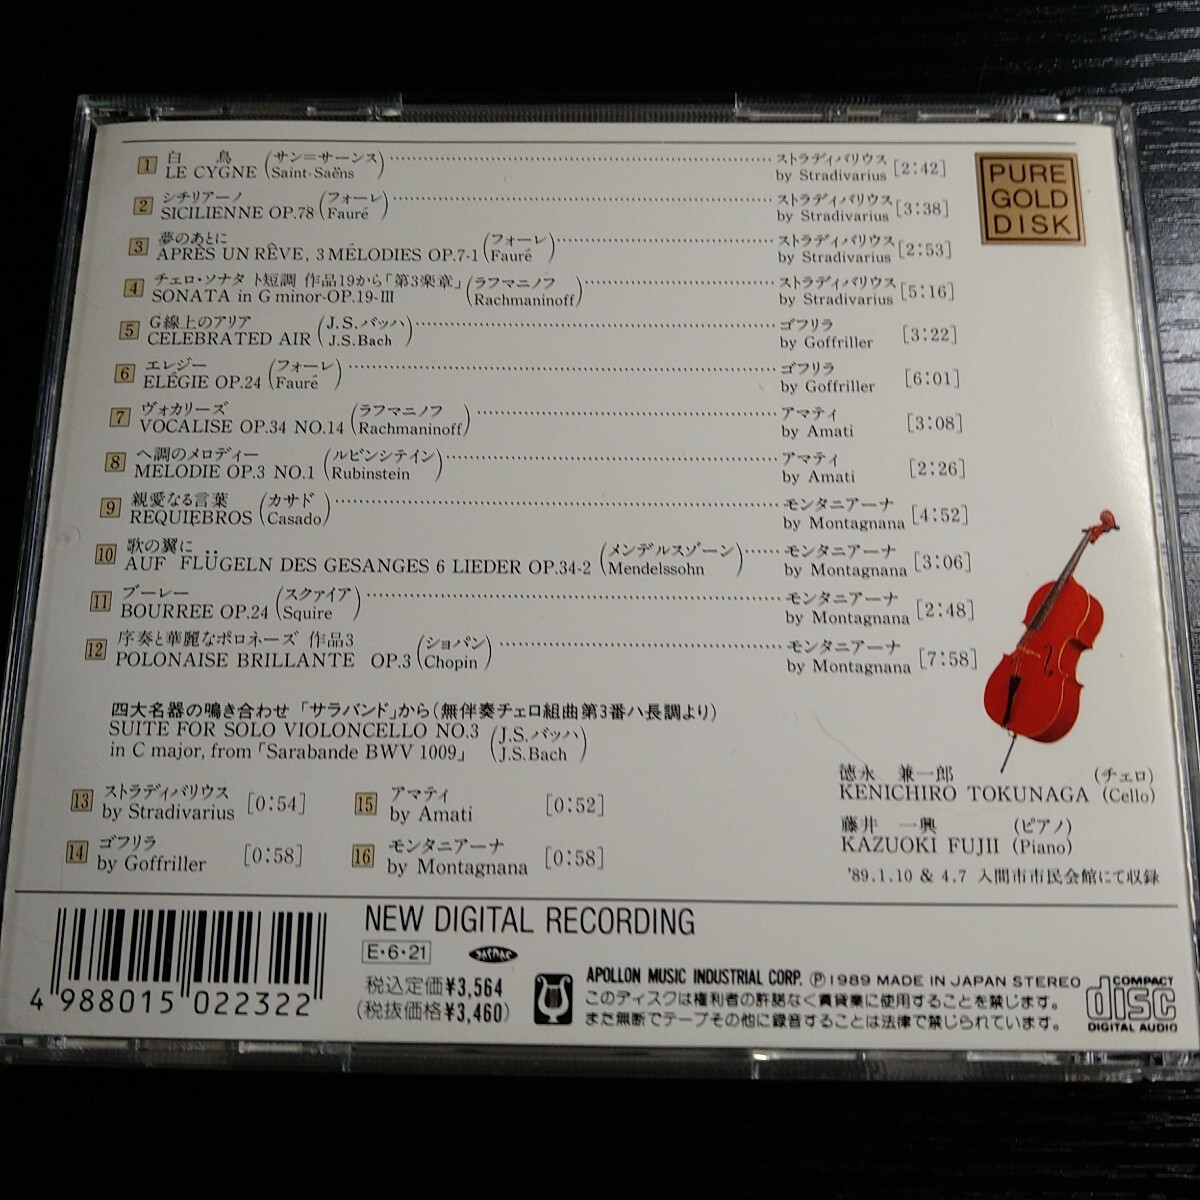 1 白鳥 (サン=サーンス) ストラディバリウス [2:42]
LE CYGNE (Saint-Saëns) by Stradivarius
2 シチリアーノ (フォーレ) ストラディバリウス [3:38]
SICILIENNE OP.78 (Fauré) by Stradivarius
3 夢のあとに (フォーレ) ストラディバリウス [2:53]
APRÈS UN RÊVE, 3 MÉLODIES OP.7-1 (Fauré) by Stradivarius
4 チェロ・ソナタ ト短調 作品19から「第3楽章」 (ラフマニノフ) ストラディバリウス [5:16]
SONATA in G minor-OP.19-III (Rachmaninoff) by Stradivarius
5 G線上のアリア (J.S.バッハ) ゴフリラ [3:22]
CELEBRATED AIR (J.S.Bach) by Goffriller
6 エレジー (フォーレ) ゴフリラ [6:01]
ELÉGIE OP.24 (Fauré) by Goffriller
7 ヴォカリーズ (ラフマニノフ) アマティ [3:08]
VOCALISE OP.34 NO.14 (Rachmaninoff) by Amati
8 ヘ調のメロディー (ルビンシテイン) アマティ [2:26]
MELODIE OP.3 NO.1 (Rubinstein) by Amati
9 親愛なる言葉 (カサド) モンタニアーナ [4:52]
REQUIEBROS (Casado) by Montagnana
10 歌の翼に (メンデルスゾーン) モンタニアーナ [3:06]
AUF FLÜGELN DES GESANGES 6 LIEDER OP.34-2 (Mendelssohn) by Montagnana
11 ブーレー (スクァイア) モンタニアーナ [2:48]
BOURREE OP.24 (Squire) by Montagnana
12 序奏と華麗なポロネーズ 作品3 (ショパン) モンタニアーナ [7:58]
POLONAISE BRILLANTE OP.3 (Chopin) by Montagnana
四大名器の鳴き合わせ 「サラバンド」から(無伴奏チェロ組曲第3番ハ長調より)
SUITE FOR SOLO VIOLONCELLO NO.3 (J.S.バッハ)
in C major, from「Sarabande BWV 1009」 (J.S.Bach)
13 ストラディバリウス [0:54]
by Stradivarius
14 ゴフリラ [0:58]
by Goffriller
15 アマティ [0:52]
by Amati
16 モンタニアーナ [0:58]
by Montagnana
PURE
GOLD
DISK
徳永 兼一郎 (チェロ)
KENICHIRO TOKUNAGA (Cello)
藤井 一興 (ピアノ)
KAZUOKI FUJII (Piano)
'89.1.10 & 4.7 入間市市民会館にて収録
4 988015 022322
NEW DIGITAL RECORDING
E・6・21
税込定価¥3,564
(税抜価格¥3,460)
APOLLON MUSIC INDUSTRIAL CORP. Ⓟ1989 MADE IN JAPAN STEREO
このディスクは権利者の許諾なく賃貸業に使用することを禁じます。
また無断でテープその他に録音することは法律で禁じられています。
COMPACT
disc
DIGITAL AUDIO